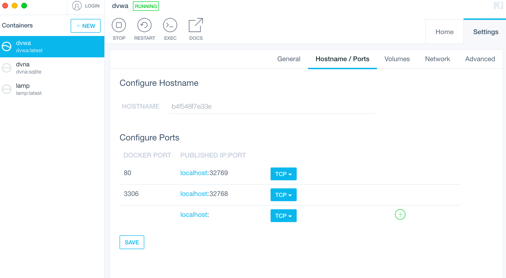 LOGIN
dvwa RUNNING
Containers
+ NEW
STOP
RESTART
EXEC
DOCS
Home
Settings
dvwa
dvwa:latest
dvna
dvna:sqlite
lamp
lamp:latest
General
Hostname / Ports
Volumes
Network
Advanced
Configure Hostname
HOSTNAME b4f548f7e33e
Configure Ports
DOCKER PORT PUBLISHED IP:PORT
80 localhost:32769 TCP
3306 localhost:32768 TCP
localhost: TCP
SAVE